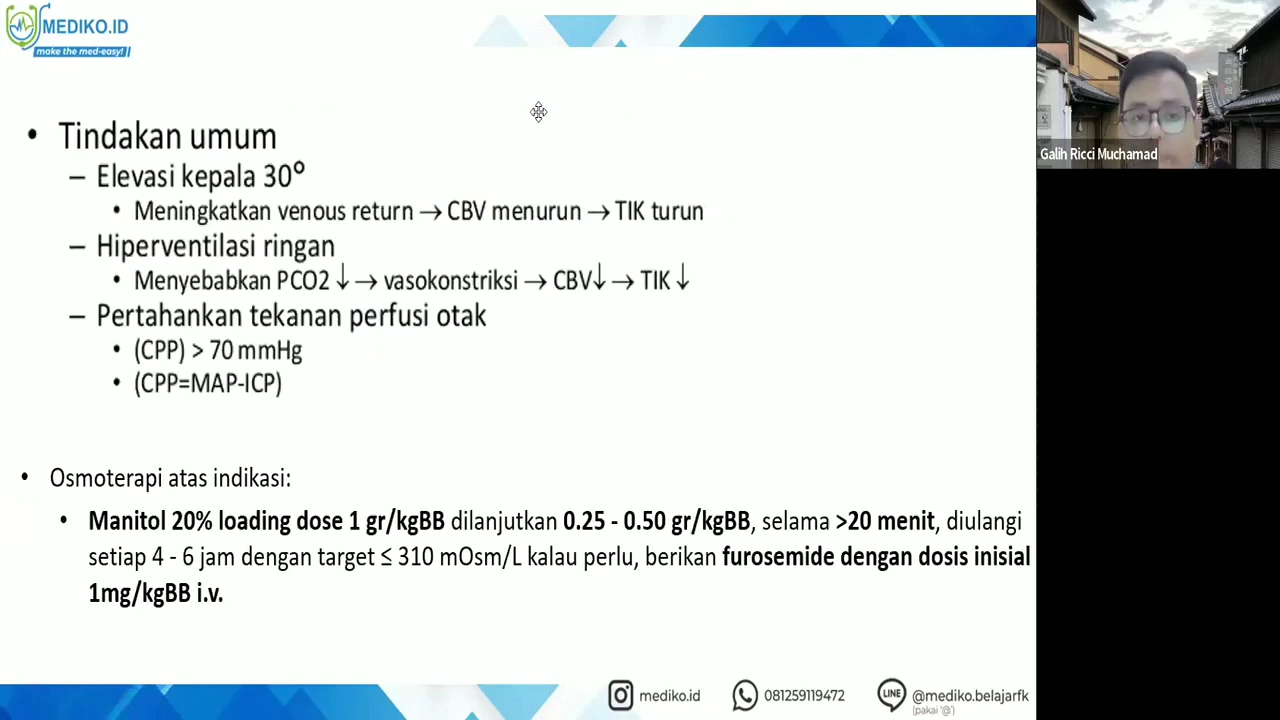 MEDIKO.ID
make the med-easy!
• Tindakan umum
– Elevasi kepala 30°
• Meningkatkan venous return → CBV menurun → TIK turun
– Hiperventilasi ringan
• Menyebabkan PCO2 ↓ → vasokonstriksi → CBV↓ → TIK ↓
– Pertahankan tekanan perfusi otak
• (CPP) > 70 mmHg
• (CPP=MAP-ICP)
• Osmoterapi atas indikasi:
• Manitol 20% loading dose 1 gr/kgBB dilanjutkan 0.25 - 0.50 gr/kgBB, selama >20 menit, diulangi
setiap 4 - 6 jam dengan target ≤ 310 mOsm/L kalau perlu, berikan furosemide dengan dosis inisial
1mg/kgBB i.v.
Galih Ricci Muchamad
mediko.id
081259119472
LINE
@mediko.belajarfk
(pakai '@')